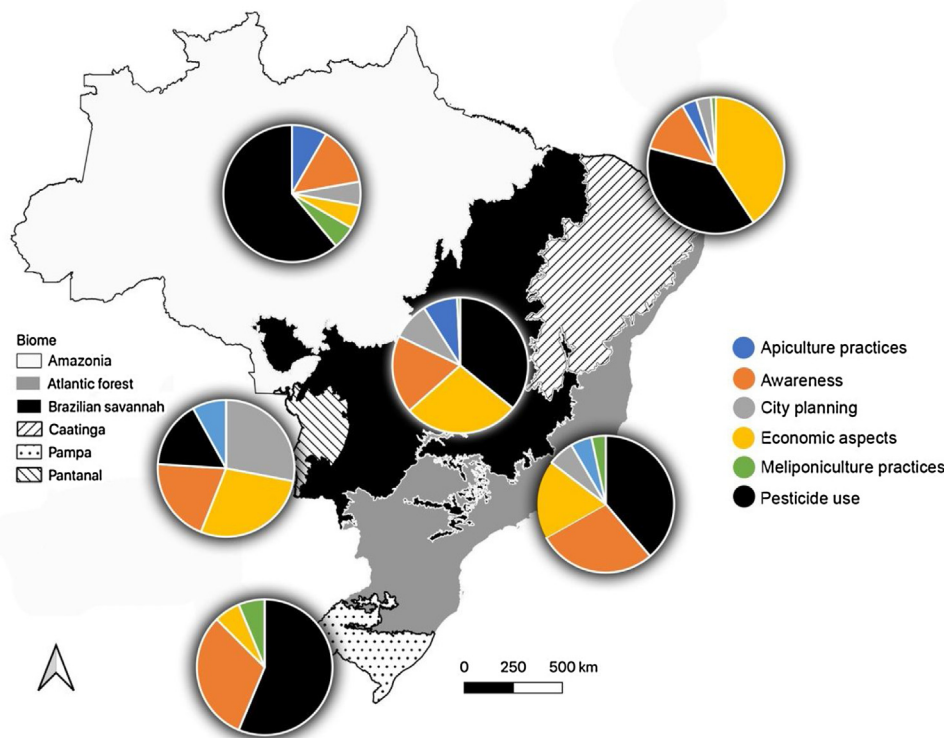 Biome
Amazonia
Atlantic forest
Brazilian savannah
Caatinga
Pampa
Pantanal
Apiculture practices
Awareness
City planning
Economic aspects
Meliponiculture practices
Pesticide use
0 250 500 km